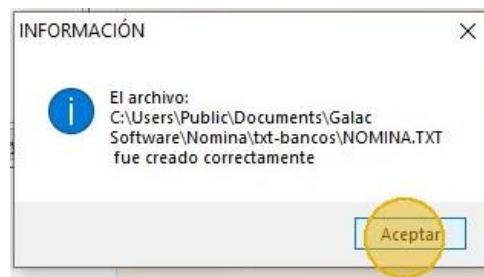 INFORMACIÓN
El archivo:
C:\Users\Public\Documents\Galac
Software\Nomina\txt-bancos\NOMINA.TXT
fue creado correctamente
Aceptar